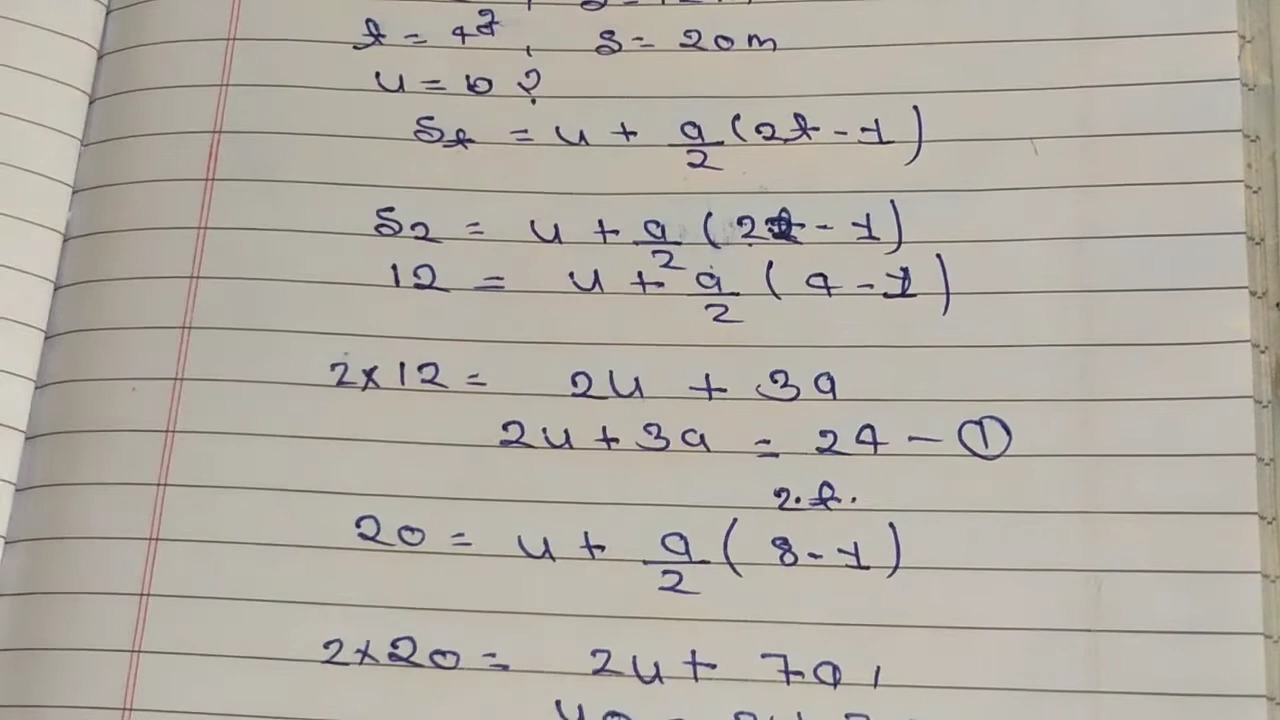 t = 4, s = 20m
u = ?
St = u + a/2 (2t - 1)
S2 = u + a/2 (2 - 1)
12 = u + a/2 (4 - 1)
2×12 = 2u + 3a
2u + 3a = 24 - ①
2.t.
20 = u + a/2 (8 - 1)
2×20 = 2u + 7a